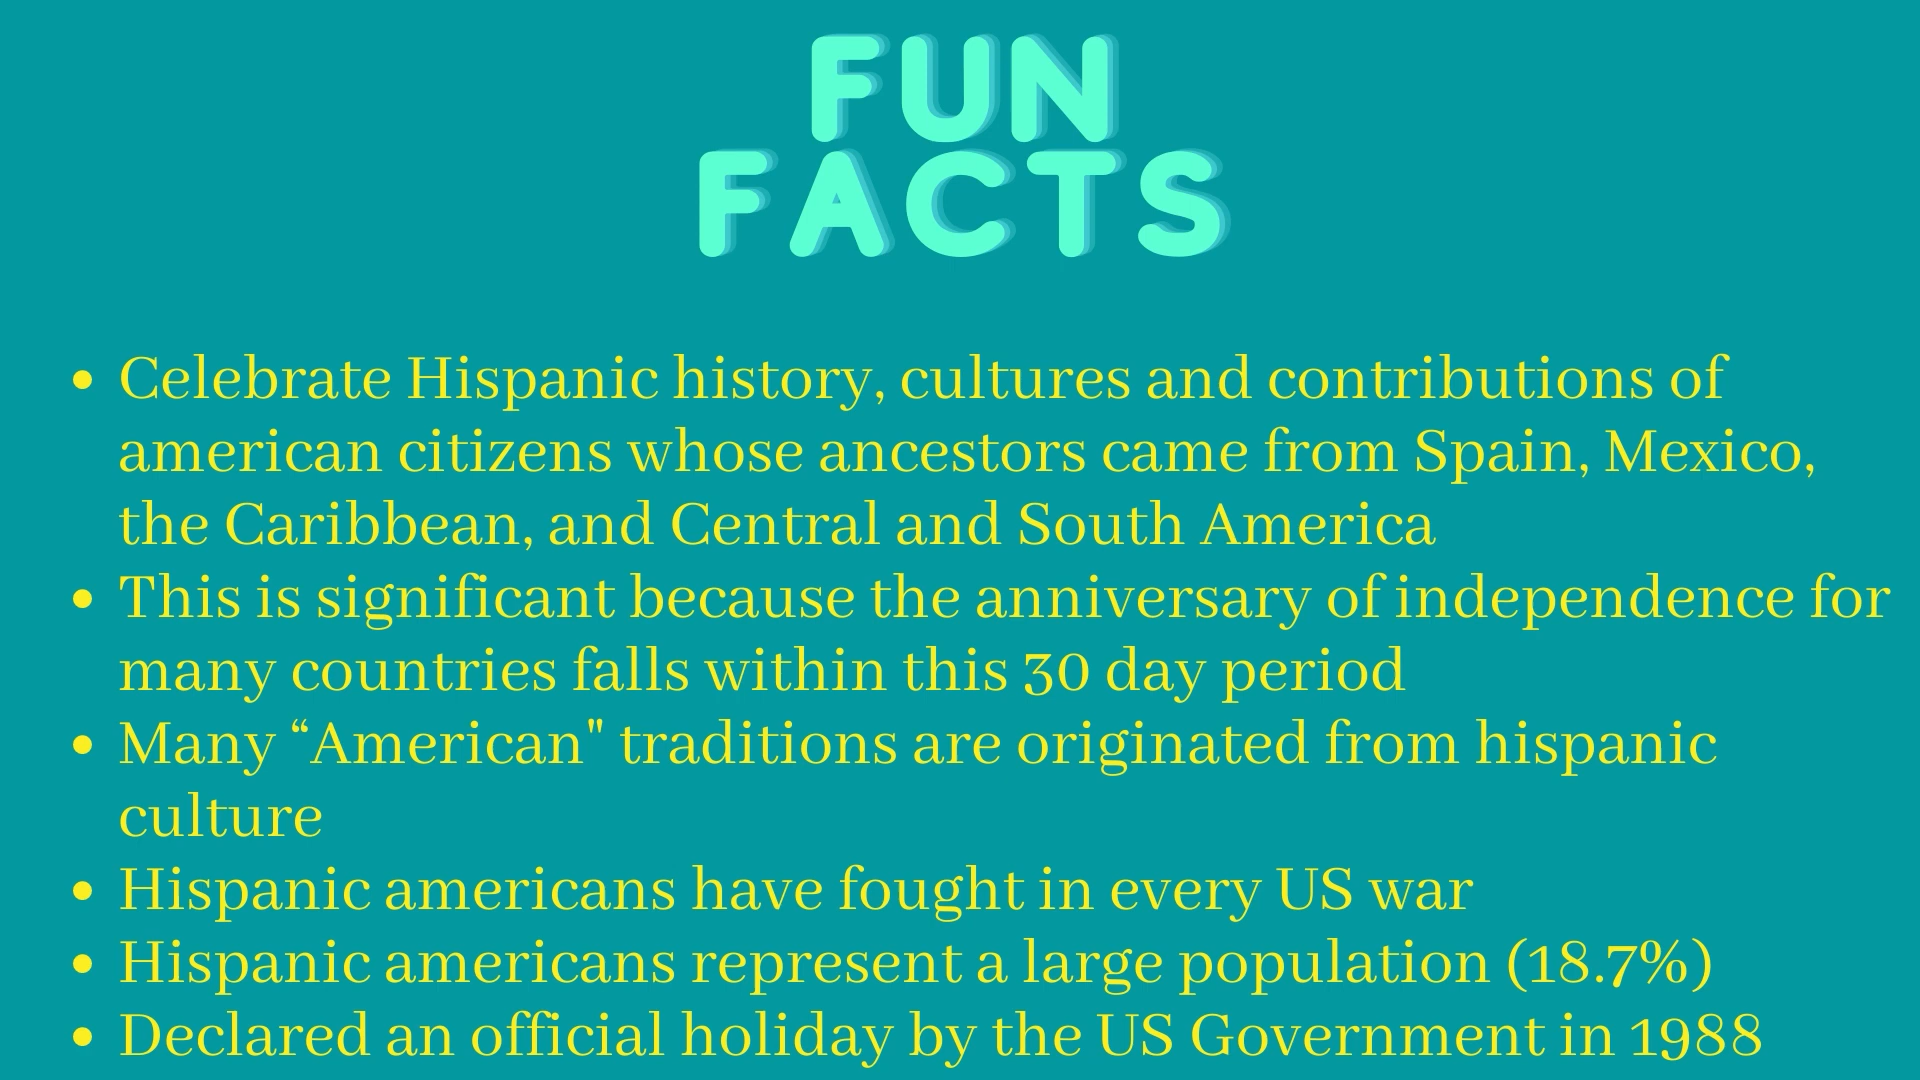 FUN
FACTS
• Celebrate Hispanic history, cultures and contributions of
american citizens whose ancestors came from Spain, Mexico,
the Caribbean, and Central and South America
• This is significant because the anniversary of independence for
many countries falls within this 30 day period
• Many “American" traditions are originated from hispanic
culture
• Hispanic americans have fought in every US war
• Hispanic americans represent a large population (18.7%)
• Declared an official holiday by the US Government in 1988